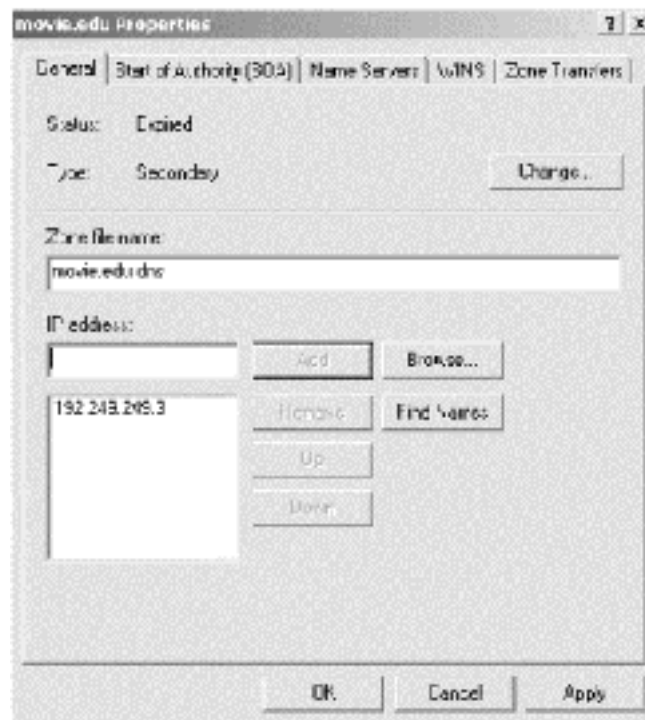 movie.edu Properties
General Start of Authority (SOA) Name Servers WINS Zone Transfers
Status: Expired
Type: Secondary
Change...
Zone file name:
movie.edu.dns
IP address:
Add Browse...
192.249.249.3
Remove Find Names
Up
Down
OK Cancel Apply